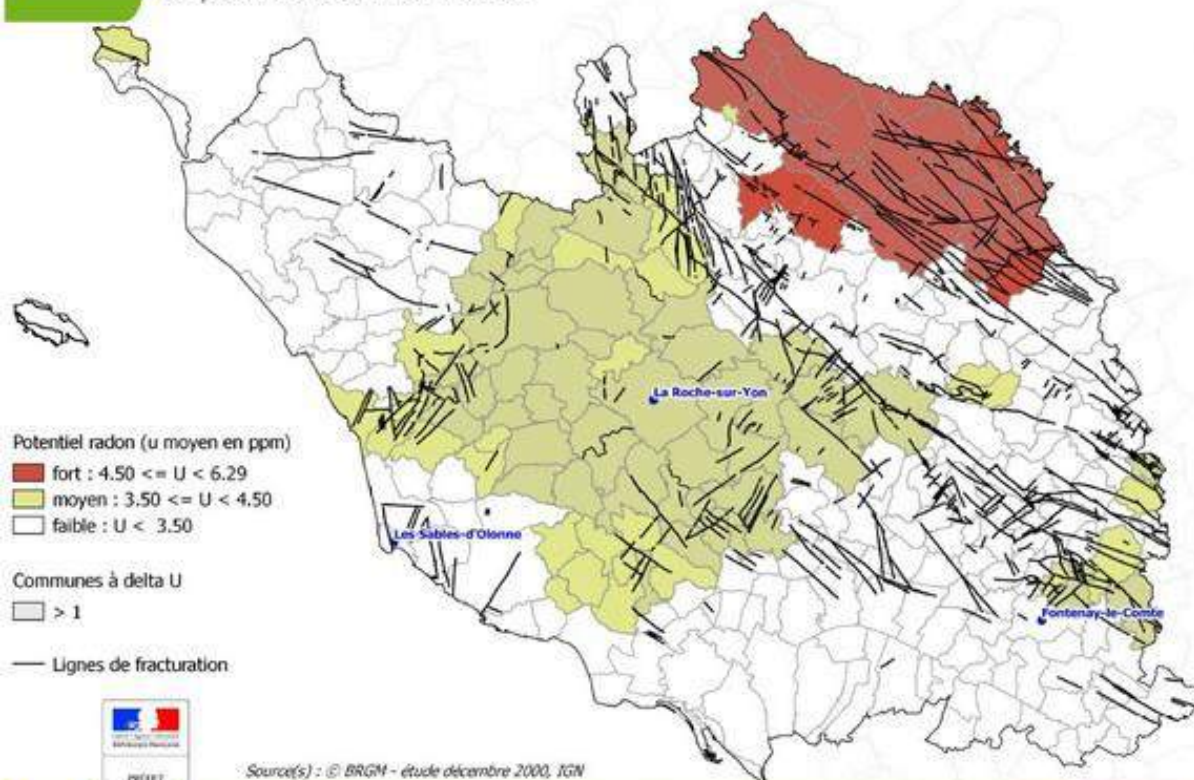 La Roche-sur-Yon
Potentiel radon (u moyen en ppm)
fort : 4.50 <= U < 6.29
moyen : 3.50 <= U < 4.50
faible : U < 3.50
Les Sables-d'Olonne
Communes à delta U
> 1
Fontenay-le-Comte
Lignes de fracturation
PRÉFET
Source(s) : © BRGM - étude décembre 2000, IGN